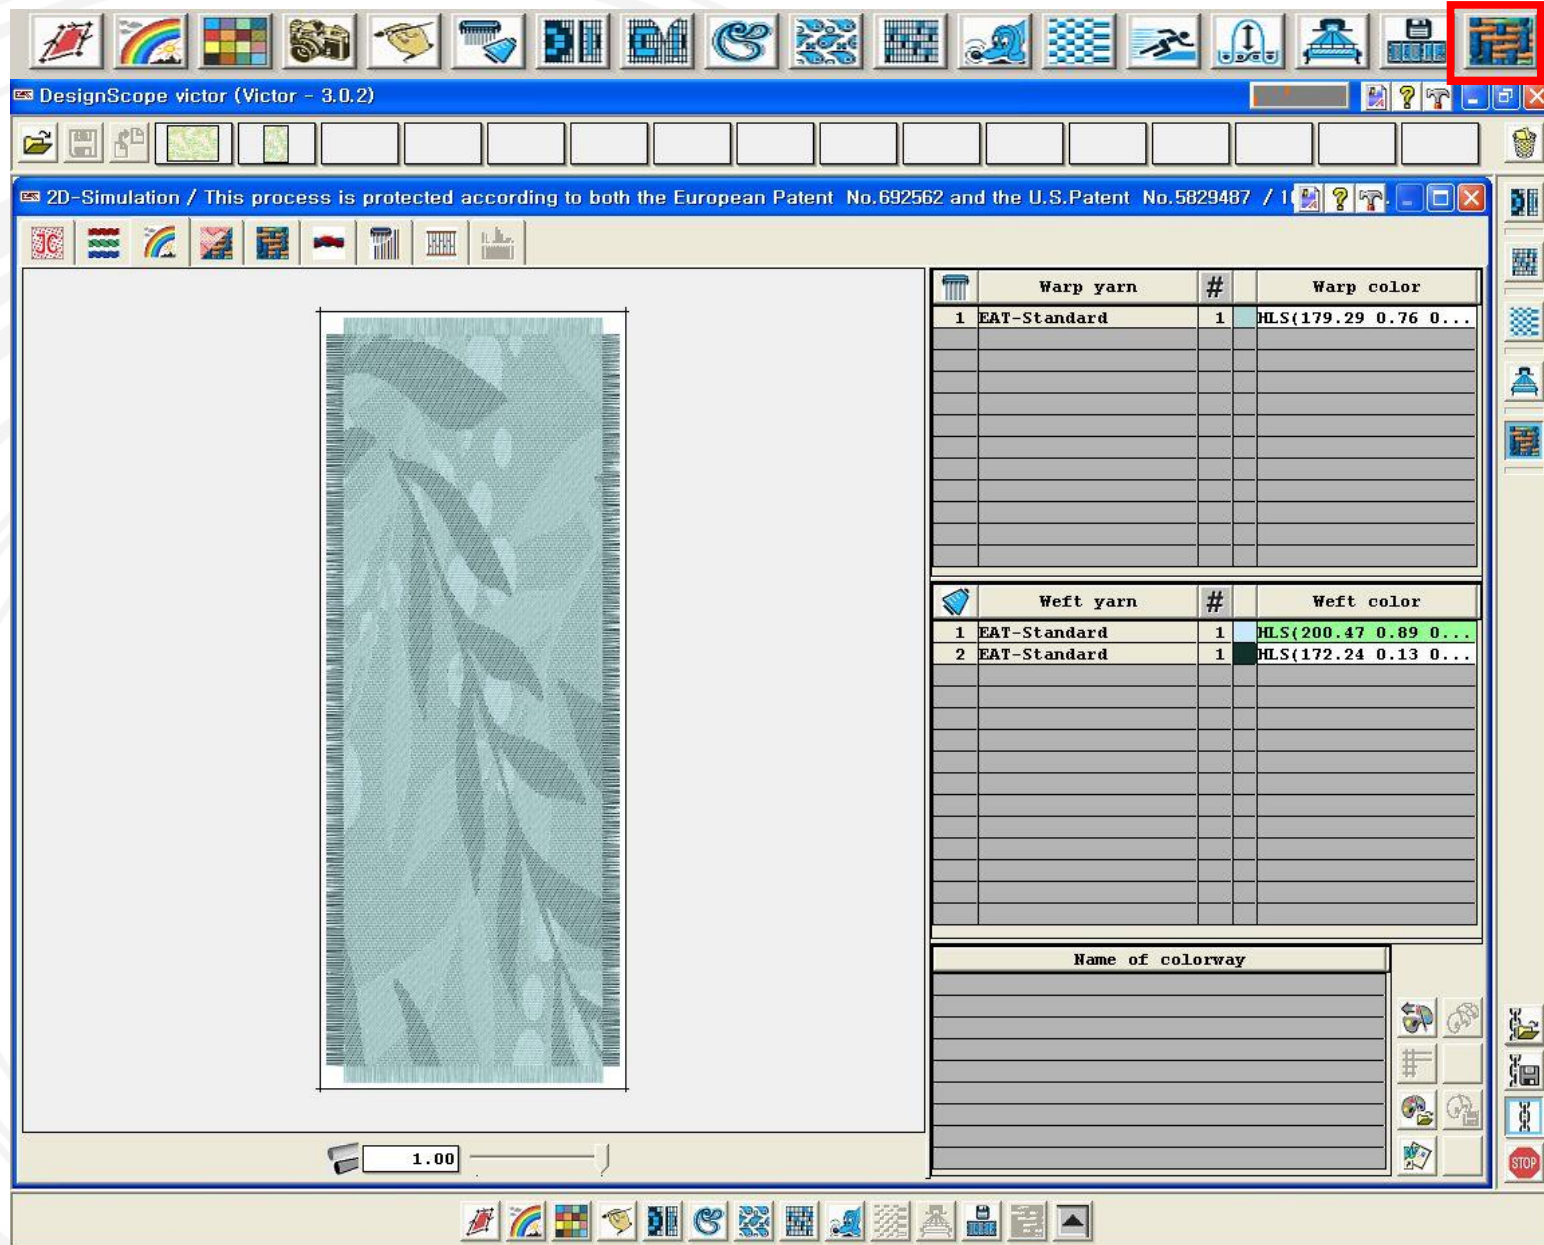 DesignScope victor (Victor - 3.0.2)
2D-Simulation / This process is protected according to both the European Patent No.692562 and the U.S.Patent No.5829487 / 1
Warp yarn # Warp color
1 EAT-Standard 1 HLS(179.29 0.76 0...
Weft yarn # Weft color
1 EAT-Standard 1 HLS(200.47 0.89 0...
2 EAT-Standard 1 HLS(172.24 0.13 0...
Name of colorway
1.00
STOP